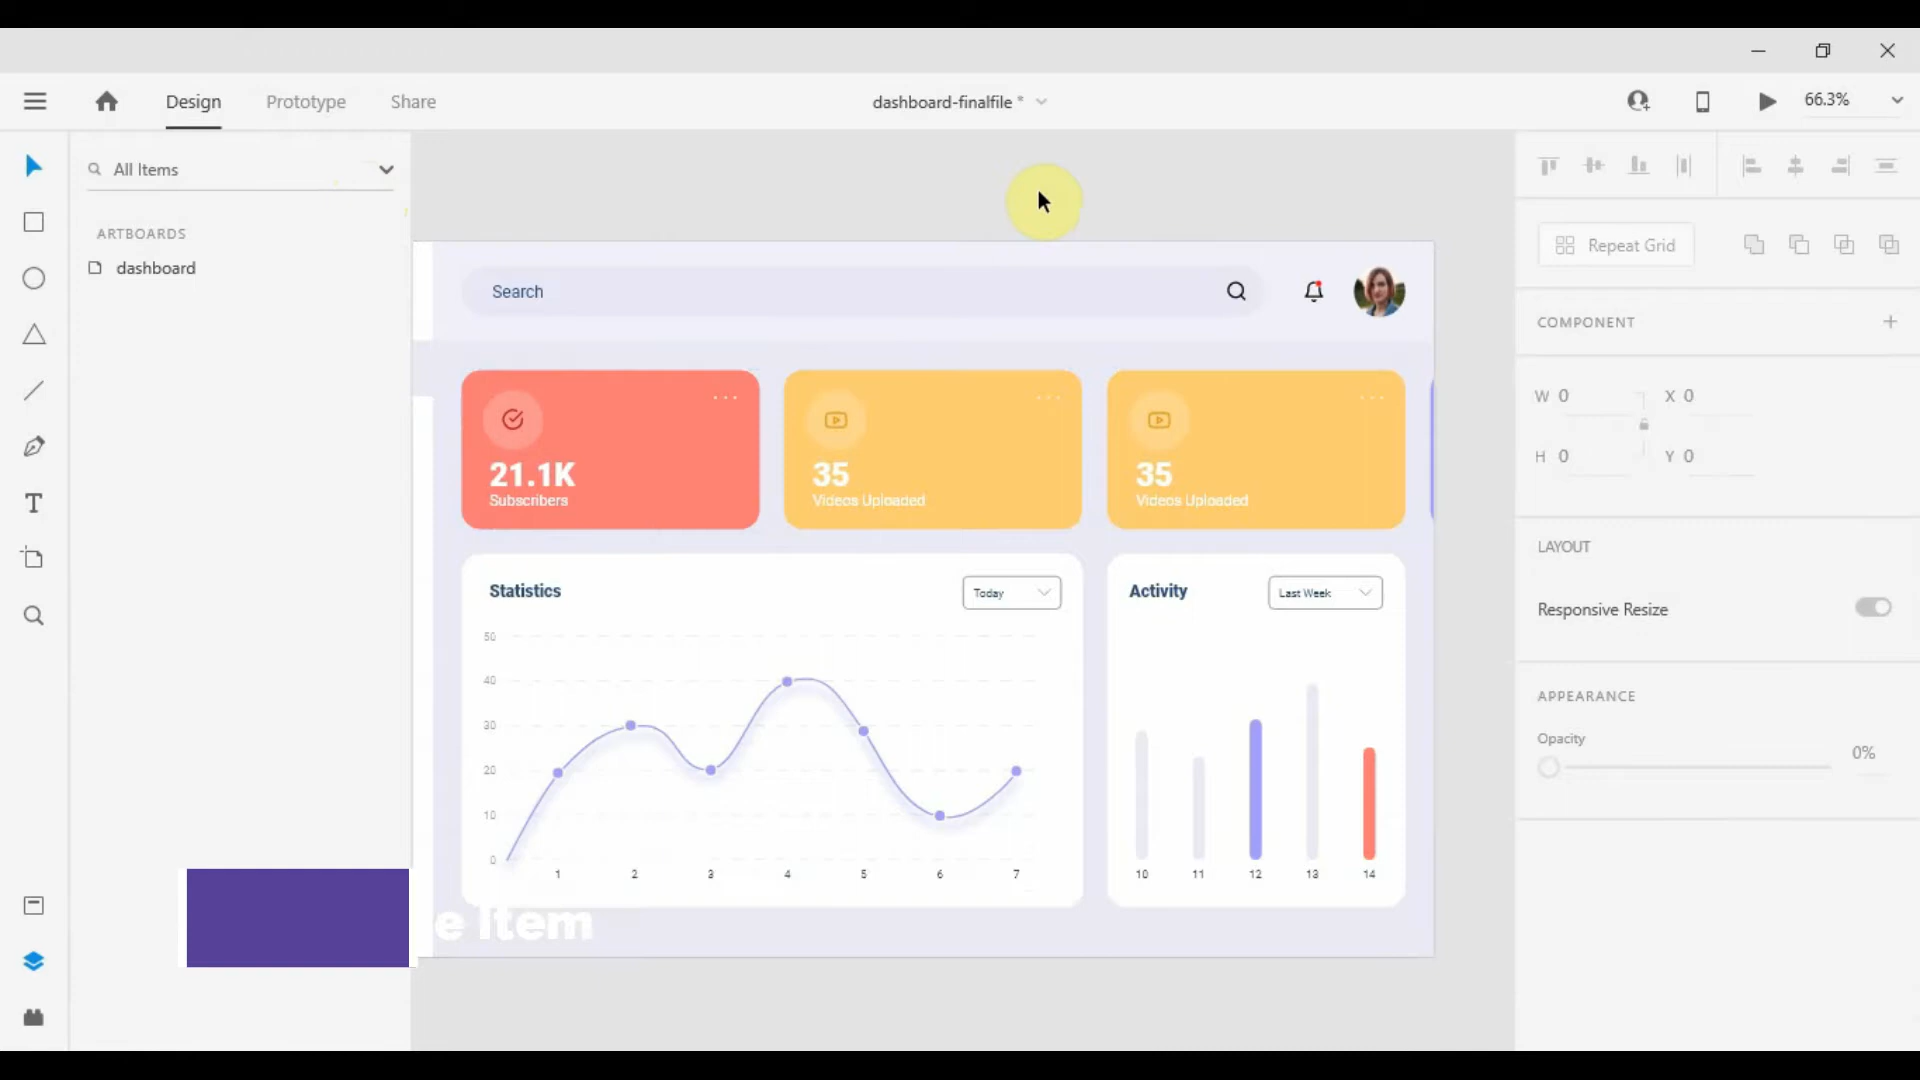 Design Prototype Share
dashboard-finalfile *
66.3%
All Items
ARTBOARDS
dashboard
Search
21.1K
Subscribers
35
Videos Uploaded
35
Videos Uploaded
Statistics
Today
50
40
30
20
10
0
1 2 3 4 5 6 7
Activity
Last Week
10 11 12 13 14
e Item
Repeat Grid
COMPONENT
W 0 X 0
H 0 Y 0
LAYOUT
Responsive Resize
APPEARANCE
Opacity
0%